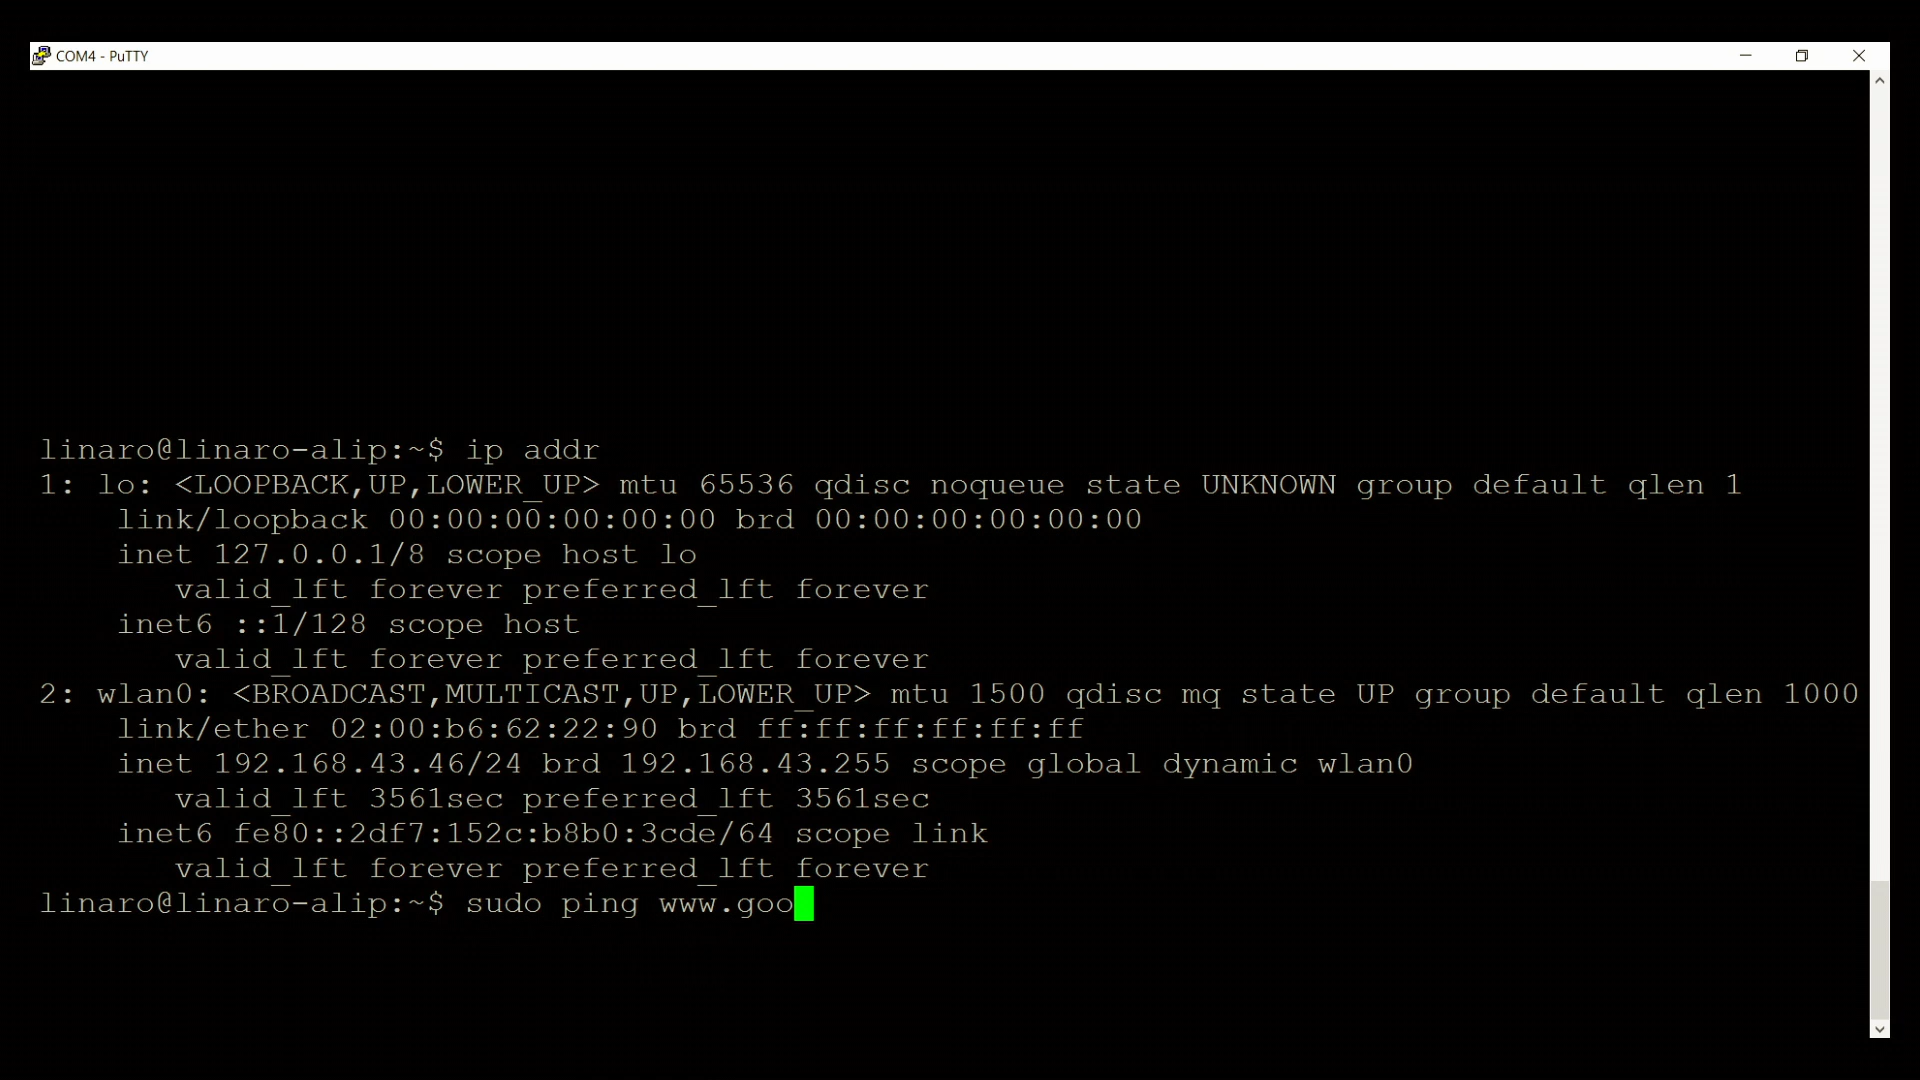 COM4 - PuTTY
linaro@linaro-alip:~$ ip addr
1: lo: <LOOPBACK,UP,LOWER_UP> mtu 65536 qdisc noqueue state UNKNOWN group default qlen 1
    link/loopback 00:00:00:00:00:00 brd 00:00:00:00:00:00
    inet 127.0.0.1/8 scope host lo
       valid_lft forever preferred_lft forever
    inet6 ::1/128 scope host
       valid_lft forever preferred_lft forever
2: wlan0: <BROADCAST,MULTICAST,UP,LOWER_UP> mtu 1500 qdisc mq state UP group default qlen 1000
    link/ether 02:00:b6:62:22:90 brd ff:ff:ff:ff:ff:ff
    inet 192.168.43.46/24 brd 192.168.43.255 scope global dynamic wlan0
       valid_lft 3561sec preferred_lft 3561sec
    inet6 fe80::2df7:152c:b8b0:3cde/64 scope link
       valid_lft forever preferred_lft forever
linaro@linaro-alip:~$ sudo ping www.goo